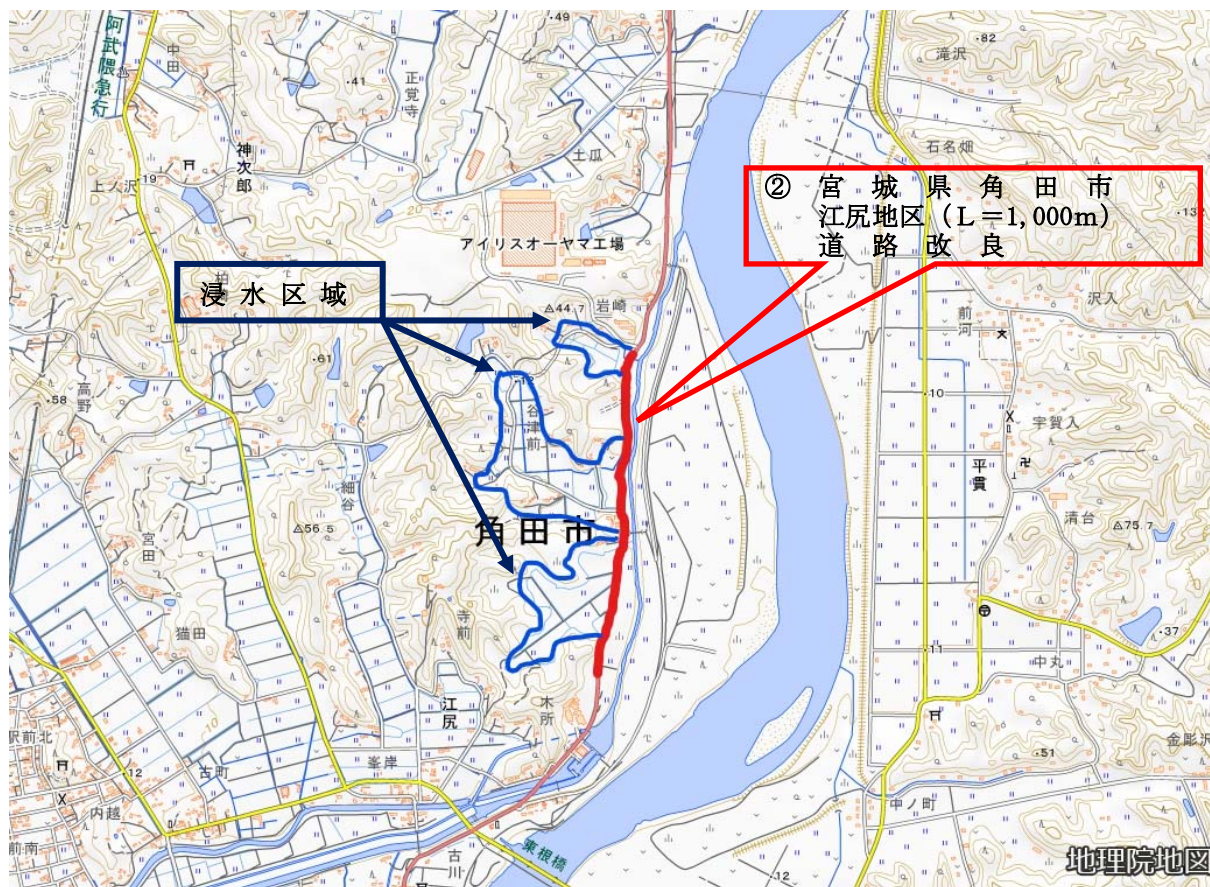 阿武隈急行
中田
・49
・82
滝沢
・41
正覚寺
石名畑
土瓜
神次郎
・19
上ノ沢
20
10
② 宮城県角田市
江尻地区(L=1,000m)
道路改良
・132
アイリスオーヤマ工場
浸水区域
柏
△44.7
岩崎
沢入
前河
・61
・12
谷津前
高野
・58
・10
宇賀入
平貫
細谷
清台
△75.7
角田市
△56.5
宮田
寺前
猫田
・37
・11
中丸
江尻
木所
駅前北
10
・51
金彫沢
・12
古町
峯岸
内越
中ノ町
前南
古川
東根橋
・12
地理院地図